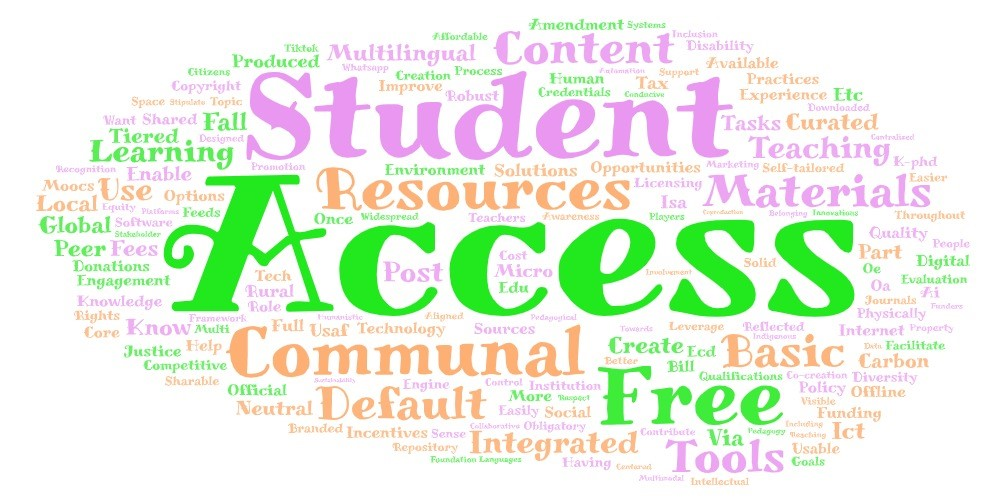 Amendment Systems
Affordable Inclusion
Tiktok Multilingual Content Disability
Produced Whatsapp Available
Citizens Creation Process Human Automation Support Practices
Copyright Improve Credentials Tax Experience Etc
Space Stipulate Topic Robust Conducive Downloaded
Want Shared Fall Student Tasks Curated
Tiered Designed Centralised
Learning Teaching
Recognition Enable Promotion Environment Solutions Opportunities Marketing Self-tailored K-phd
Moocs Use Options Resources Licensing Materials Easier
Local Equity Platforms Feeds Once Widespread Teachers Awareness Isa Players Belonging Innovations Throughout
Global Software Access Quality
Stakeholder
Peer Fees Cost Part People
Donations Tech Post Micro Solid Oe Digital
Engagement Rural Edu Involvement Oa Evaluation
Knowledge Role Journals Ai
Rights Framework Humanistic Aligned Pedagogical Physically Funders
Core Know Multi Full Usaf Technology Sources Towards Leverage Reflected Internet Property
Justice Help Communal Create Ecd Basic Indigenous Data Facilitate
Competitive Better Bill Carbon
Sharable Sustainability Engine Control Institution Qualifications Co-creation Diversity
Official Default More Respect Free Policy Offline
Neutral Easily Social Visible Funding
Branded Incentives Sense Collaborative Obligatory Contribute Via Pedagogy Including Ict
Repository Integrated Tools Reaching Usable
Foundation Languages Having Centered Goals
Multimodel Intellectual